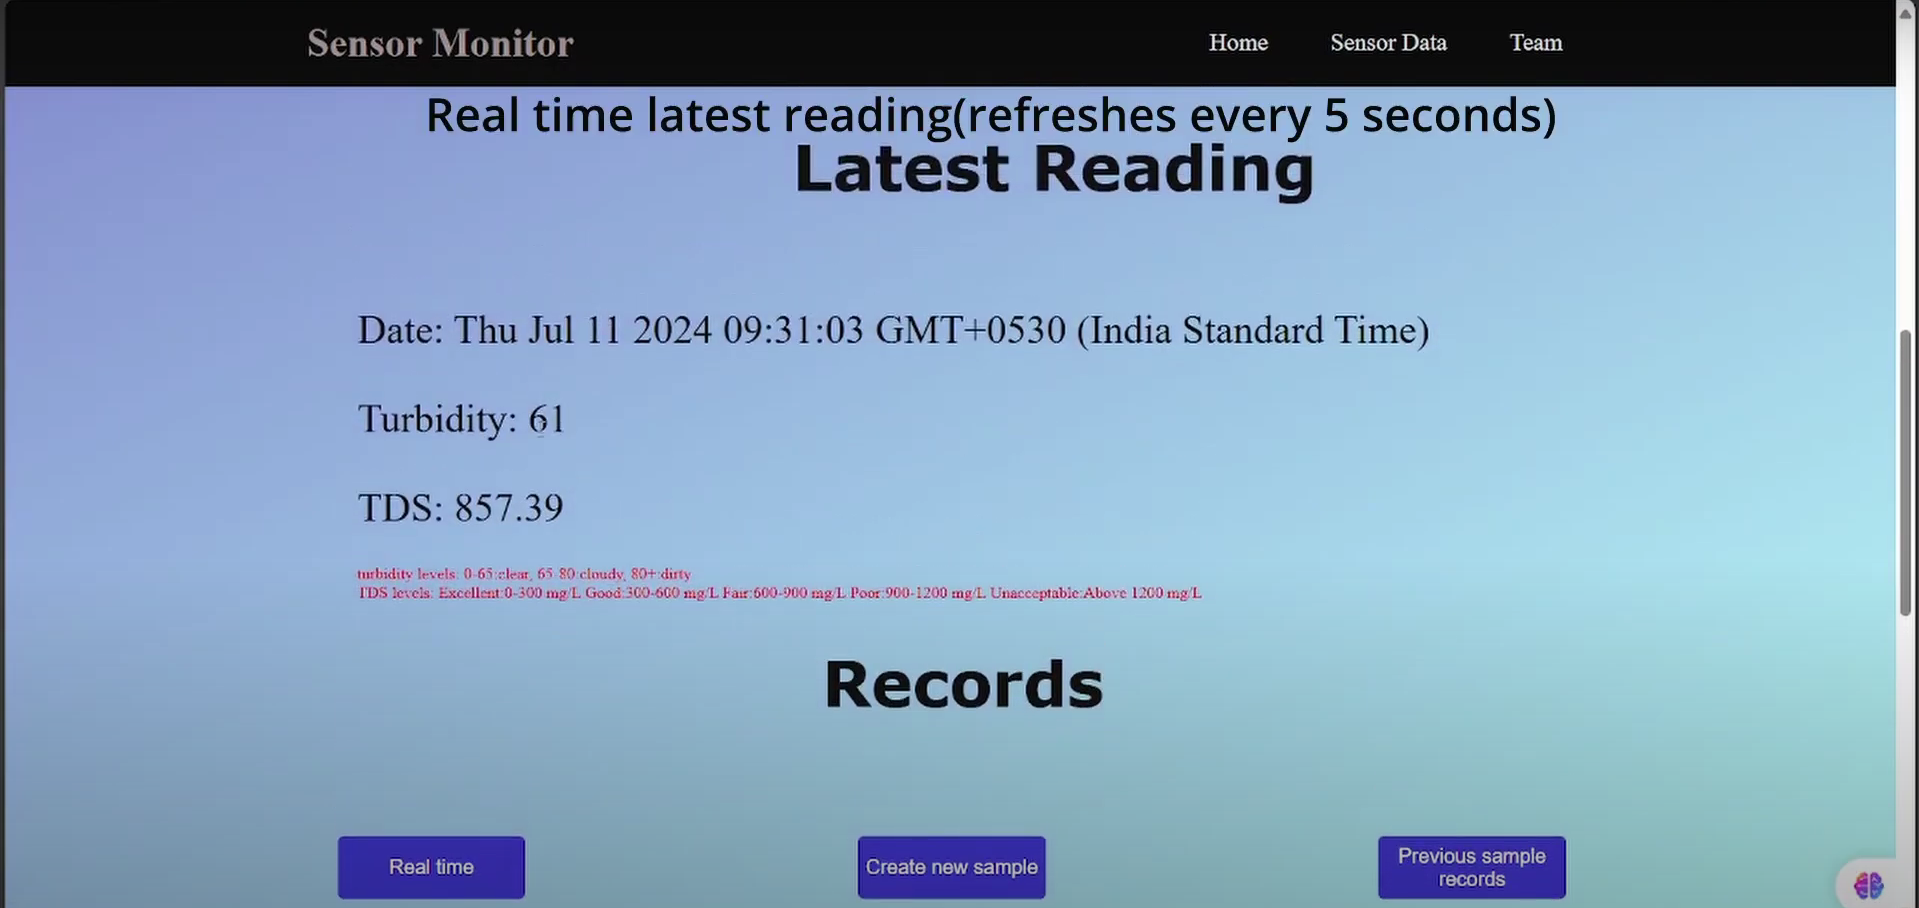 Sensor Monitor
Home
Sensor Data
Team
Real time latest reading(refreshes every 5 seconds)
Latest Reading
Date: Thu Jul 11 2024 09:31:03 GMT+0530 (India Standard Time)
Turbidity: 61
TDS: 857.39
turbidity levels: 0-65:clear, 65-80:cloudy, 80+:dirty
TDS levels: Excellent:0-300 mg/L Good:300-600 mg/L Fair:600-900 mg/L Poor:900-1200 mg/L Unacceptable:Above 1200 mg/L
Records
Real time
Create new sample
Previous sample
records